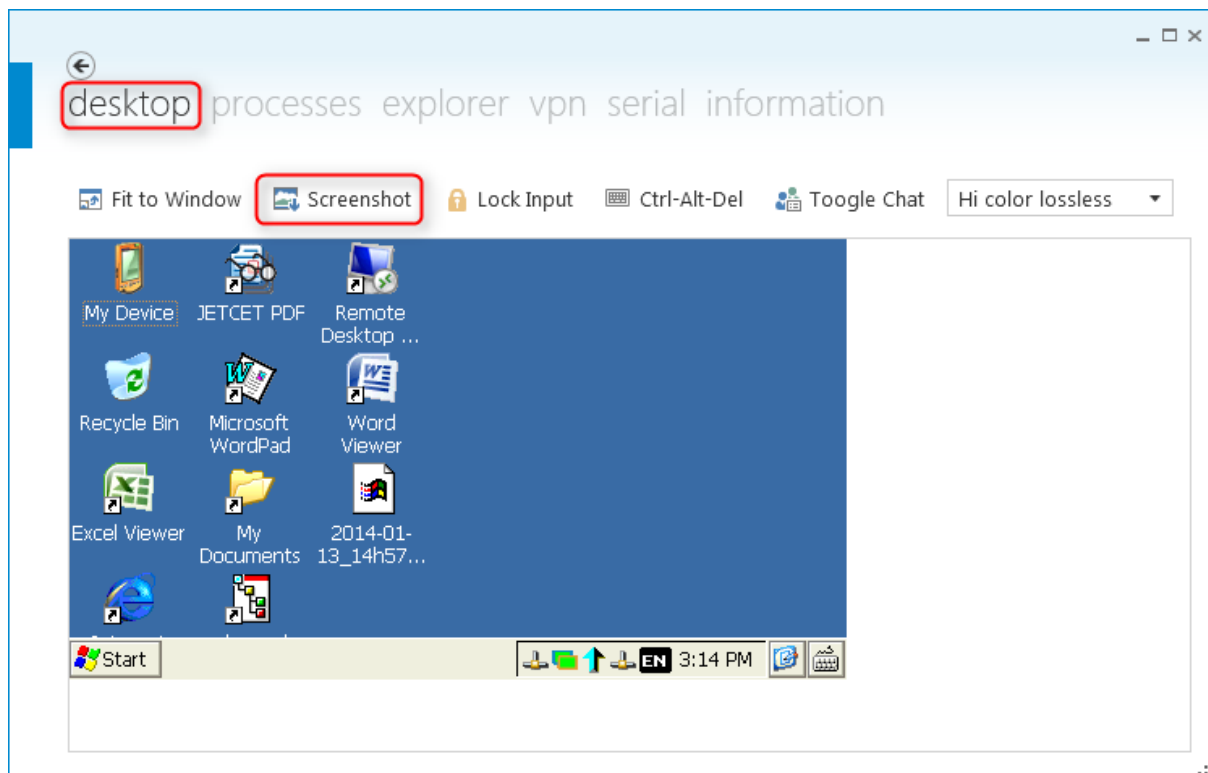 desktop processes explorer vpn serial information
Fit to Window Screenshot Lock Input Ctrl-Alt-Del Toogle Chat Hi color lossless
My Device JETCET PDF Remote
Desktop ...
Recycle Bin Microsoft Word
WordPad Viewer
Excel Viewer My 2014-01-
Documents 13_14h57...
Start EN 3:14 PM